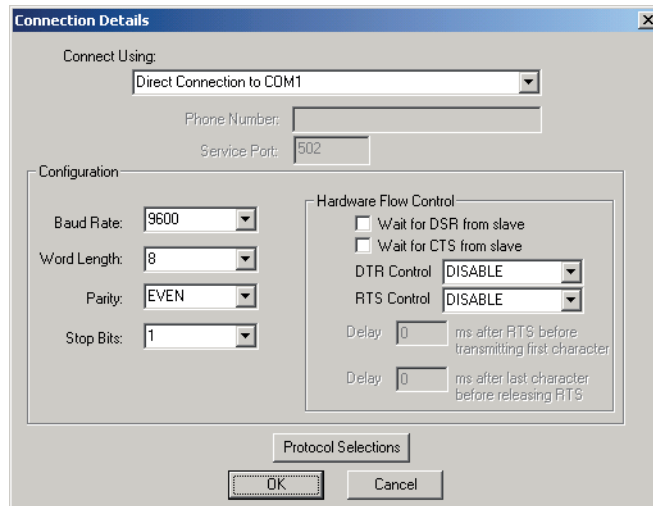 Connection Details
Connect Using:
Direct Connection to COM1
Phone Number:
Service Port: 502
Configuration
Baud Rate: 9600
Word Length: 8
Parity: EVEN
Stop Bits: 1
Hardware Flow Control
Wait for DSR from slave
Wait for CTS from slave
DTR Control DISABLE
RTS Control DISABLE
Delay 0 ms after RTS before
transmitting first character
Delay 0 ms after last character
before releasing RTS
Protocol Selections
OK Cancel